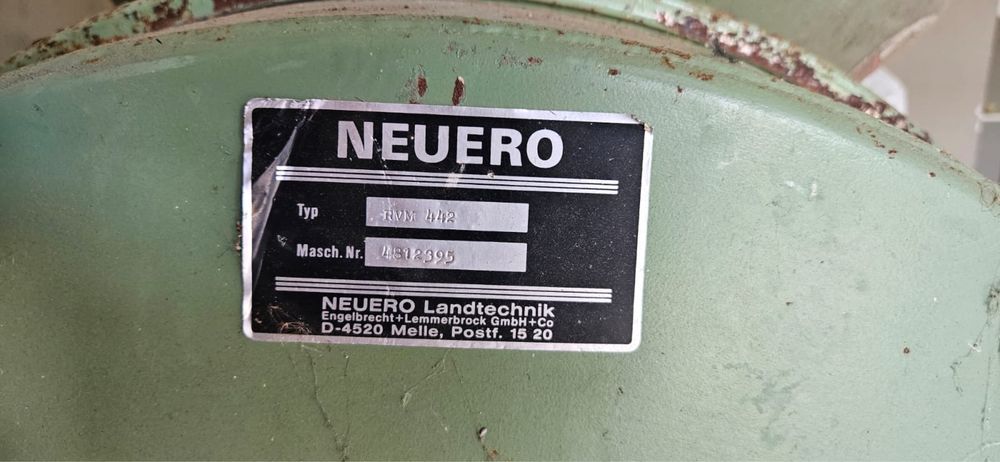 NEUERO
Typ RVM 442
Masch. Nr. 4812395
NEUERO Landtechnik
Engelbrecht+Lemmerbrock GmbH+Co
D-4520 Melle, Postf. 15 20